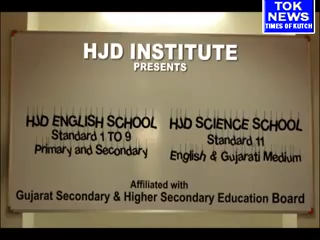 TOK
NEWS
TIMES OF KUTCH
HJD INSTITUTE
PRESENTS
HJD ENGLISH SCHOOL
Standard 1 TO 9
Primary and Secondary
HJD SCIENCE SCHOOL
Standard 11
English & Gujarati Medium
Affiliated with
Gujarat Secondary & Higher Secondary Education Board